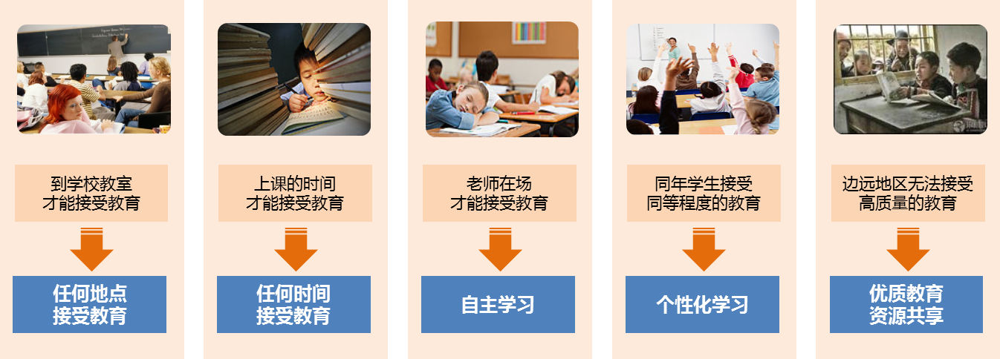 到学校教室
才能接受教育
任何地点
接受教育
上课的时间
才能接受教育
任何时间
接受教育
老师在场
才能接受教育
自主学习
同年学生接受
同等程度的教育
个性化学习
边远地区无法接受
高质量的教育
优质教育
资源共享